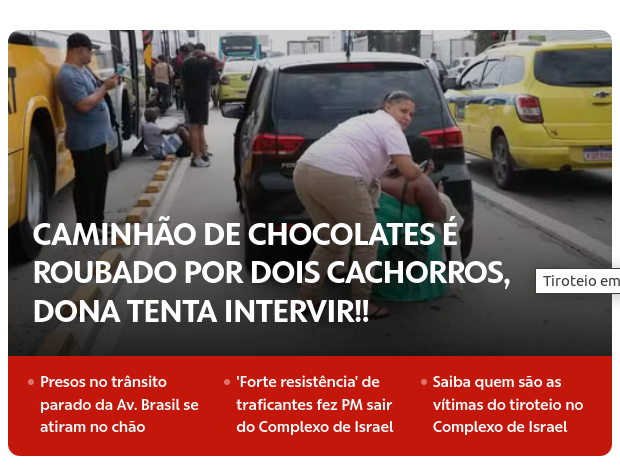 CAMINHÃO DE CHOCOLATES É
ROUBADO POR DOIS CACHORROS,
DONA TENTA INTERVIR!!
Tiroteio em
Presos no trânsito
parado da Av. Brasil se
atiram no chão
'Forte resistência' de
traficantes fez PM sair
do Complexo de Israel
Saiba quem são as
vítimas do tiroteio no
Complexo de Israel